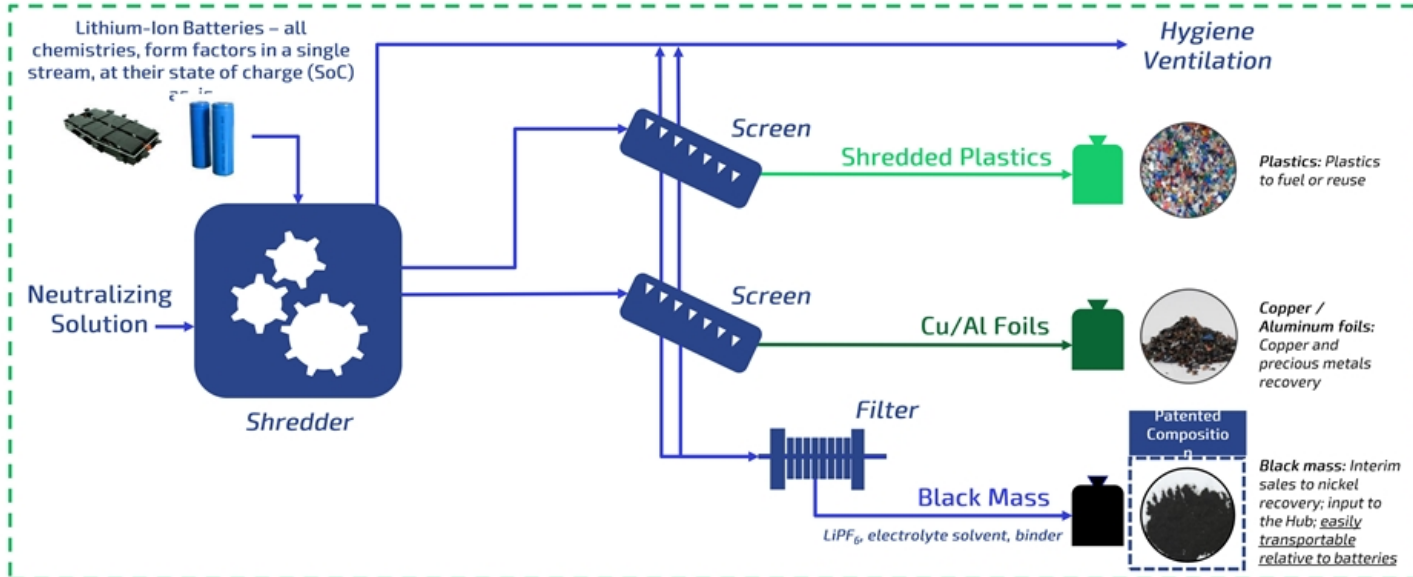 Lithium-Ion Batteries – all
chemistries, form factors in a single
stream, at their state of charge (SoC)
as-is
Hygiene
Ventilation
Screen
Shredded Plastics
Plastics: Plastics
to fuel or reuse
Neutralizing
Solution
Shredder
Screen
Cu/Al Foils
Copper /
Aluminum foils:
Copper and
precious metals
recovery
Filter
Black Mass
LiPF₆, electrolyte solvent, binder
Patented
Compositio
n
Black mass: Interim
sales to nickel
recovery; input to
the Hub; easily
transportable
relative to batteries